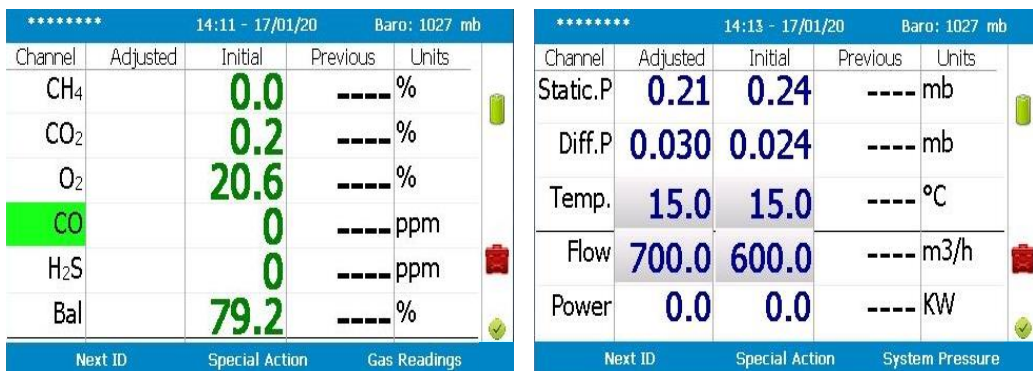 ******** 14:11 - 17/01/20 Baro: 1027 mb
Channel Adjusted Initial Previous Units
CH4 0.0 ---- %
CO2 0.2 ---- %
O2 20.6 ---- %
CO 0 ---- ppm
H2S 0 ---- ppm
Bal 79.2 ---- %
Next ID Special Action Gas Readings
******** 14:13 - 17/01/20 Baro: 1027 mb
Channel Adjusted Initial Previous Units
Static.P 0.21 0.24 ---- mb
Diff.P 0.030 0.024 ---- mb
Temp. 15.0 15.0 ---- °C
Flow 700.0 600.0 ---- m3/h
Power 0.0 0.0 ---- KW
Next ID Special Action System Pressure